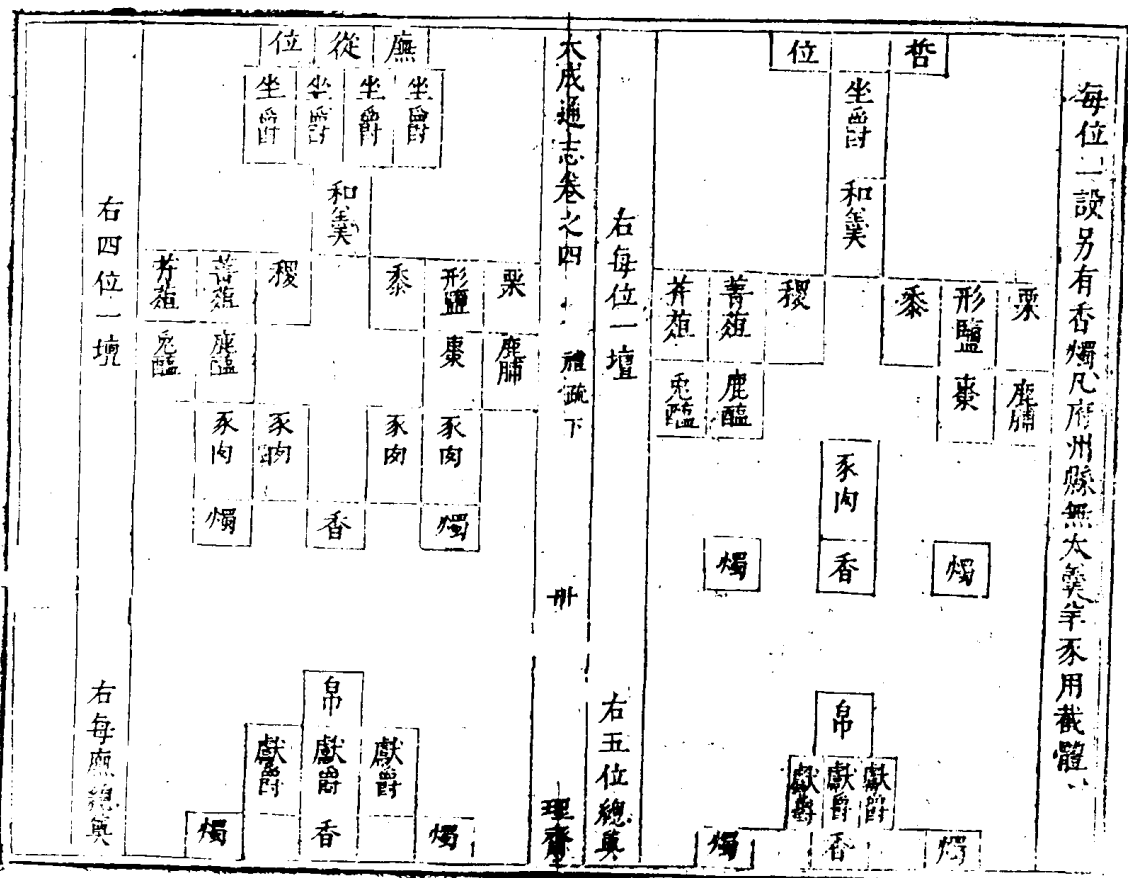 每位一設另有香燭凡府州縣無太羹羊豕用截體
哲 位
坐爵
和羹
栗 形鹽 黍 稷 菁菹 芹菹
鹿脯 棗 鹿醢 兎醢
豕肉
燭 香 燭
右每位一壇
帛
獻爵 獻爵 獻爵
燭 香 燭
右五位總奠
大成通志卷之四 禮疏下 卅 理齋
廡 從 位
坐爵 坐爵 坐爵 坐爵
和羹
栗 形鹽 黍 稷 菁菹 芹菹
鹿脯 棗 鹿醢 兎醢
豕肉 豕肉 豕肉 豕肉
燭 香 燭
右四位一壇
帛
獻爵 獻爵 獻爵
燭 香 燭
右每廡總奠